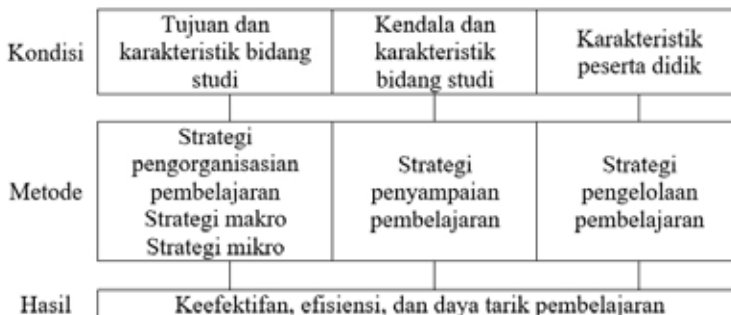 Kondisi
Tujuan dan
karakteristik bidang
studi
Kendala dan
karakteristik
bidang studi
Karakteristik
peserta didik
Metode
Strategi
pengorganisasian
pembelajaran
Strategi makro
Strategi mikro
Strategi
penyampaian
pembelajaran
Strategi
pengelolaan
pembelajaran
Hasil
Keefektifan, efisiensi, dan daya tarik pembelajaran